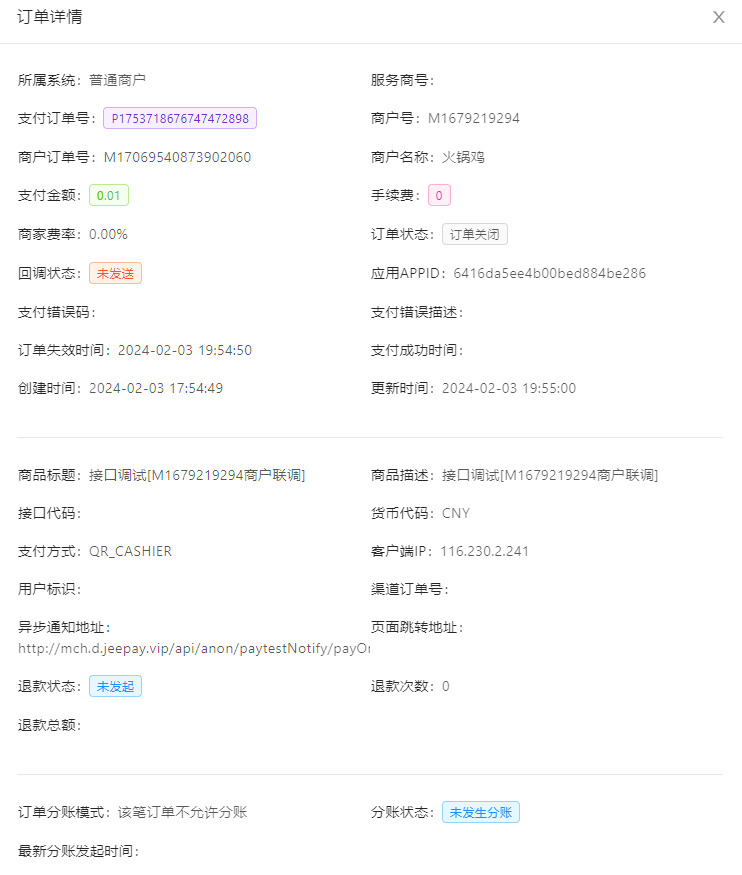 订单详情
所属系统：普通商户
服务商号：
支付订单号：P1753718676747472898
商户号：M1679219294
商户订单号：M17069540873902060
商户名称：火锅鸡
支付金额：0.01
手续费：0
商家费率：0.00%
订单状态：订单关闭
回调状态：未发送
应用APPID：6416da5ee4b00bed884be286
支付错误码：
支付错误描述：
订单失效时间：2024-02-03 19:54:50
支付成功时间：
创建时间：2024-02-03 17:54:49
更新时间：2024-02-03 19:55:00
商品标题：接口调试[M1679219294商户联调]
商品描述：接口调试[M1679219294商户联调]
接口代码：
货币代码：CNY
支付方式：QR_CASHIER
客户端IP：116.230.2.241
用户标识：
渠道订单号：
异步通知地址：
http://mch.d.jeepay.vip/api/anon/paytestNotify/payOr
页面跳转地址：
退款状态：未发起
退款次数：0
退款总额：
订单分账模式：该笔订单不允许分账
分账状态：未发生分账
最新分账发起时间：